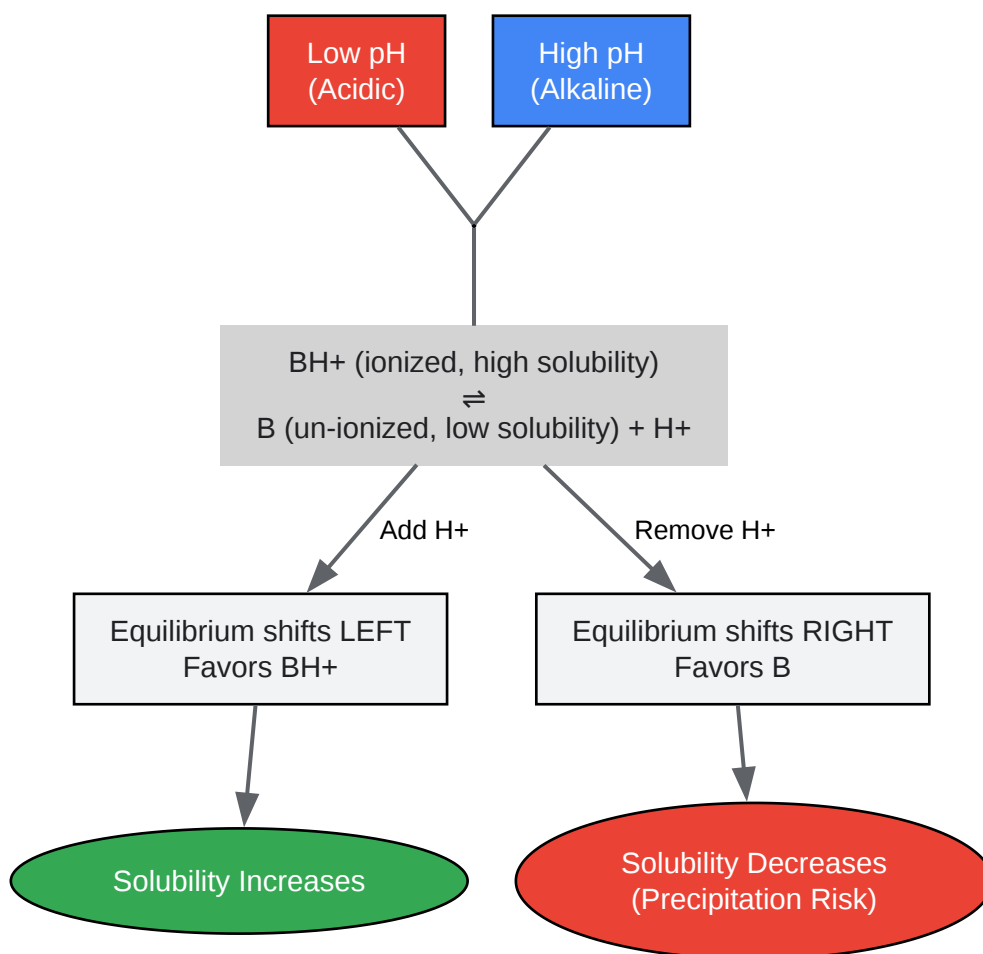 Low pH
(Acidic)
High pH
(Alkaline)
BH+ (ionized, high solubility)
⇌
B (un-ionized, low solubility) + H+
Add H+
Remove H+
Equilibrium shifts LEFT
Favors BH+
Equilibrium shifts RIGHT
Favors B
Solubility Increases
Solubility Decreases
(Precipitation Risk)